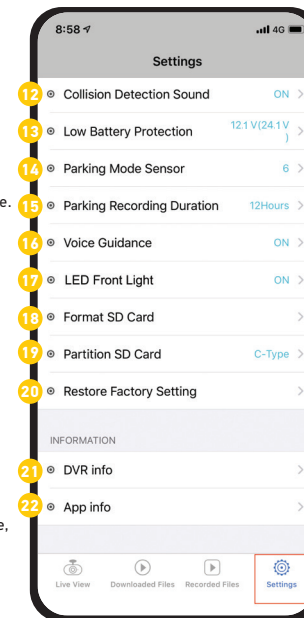 8:58 4G
Settings
12 Collision Detection Sound ON
13 Low Battery Protection 12.1 V(24.1 V
)
14 Parking Mode Sensor 6
e.
15 Parking Recording Duration 12Hours
16 Voice Guidance ON
17 LED Front Light ON
18 Format SD Card
19 Partition SD Card C-Type
20 Restore Factory Setting
INFORMATION
21 DVR info
22 App info
e,
Live View Downloaded Files Recorded Files Settings